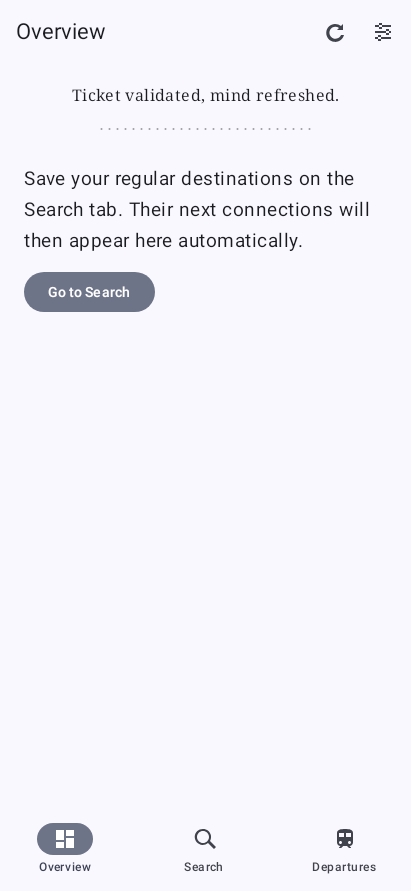 Overview
Ticket validated, mind refreshed.
Save your regular destinations on the
Search tab. Their next connections will
then appear here automatically.
Go to Search
Overview
Search
Departures